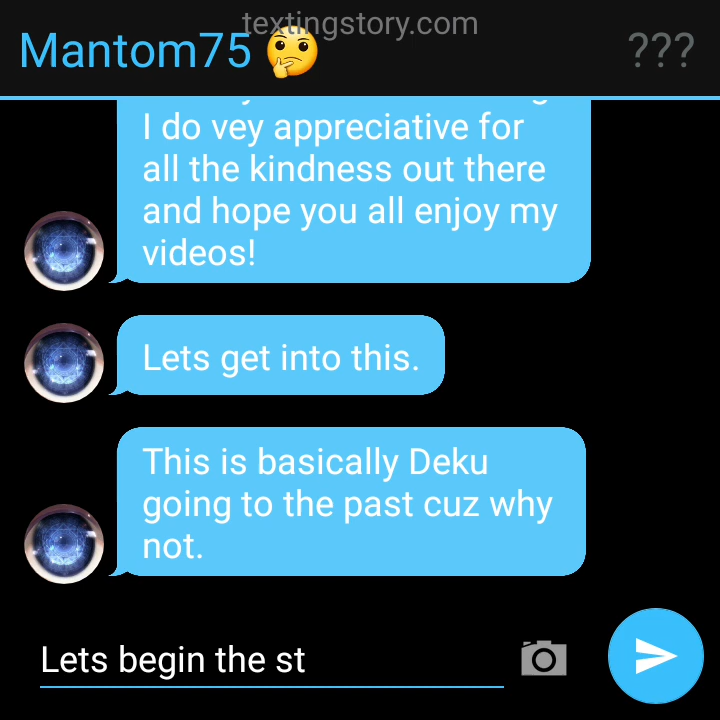 textingstory.com
Mantom75🤔 ???
I do vey appreciative for
all the kindness out there
and hope you all enjoy my
videos!
Lets get into this.
This is basically Deku
going to the past cuz why
not.
Lets begin the st